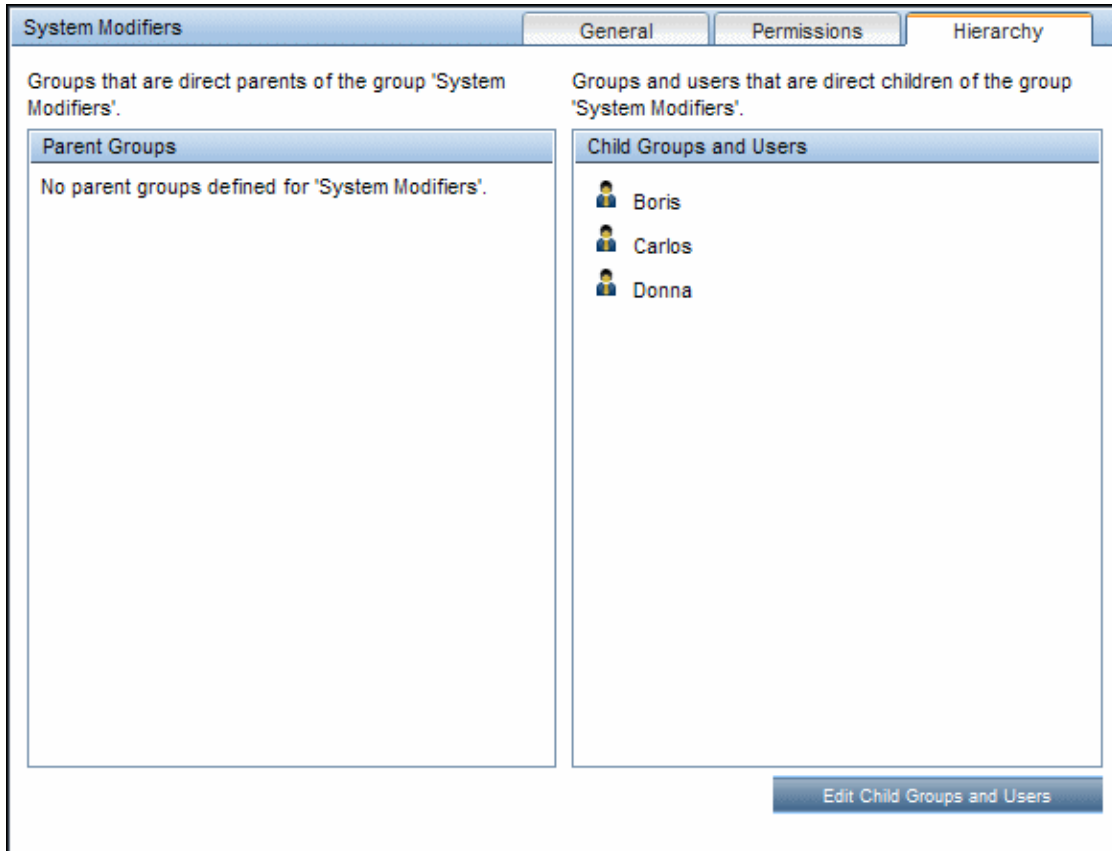 System Modifiers
General
Permissions
Hierarchy
Groups that are direct parents of the group 'System
Modifiers'.
Parent Groups
No parent groups defined for 'System Modifiers'.
Groups and users that are direct children of the group
'System Modifiers'.
Child Groups and Users
Boris
Carlos
Donna
Edit Child Groups and Users